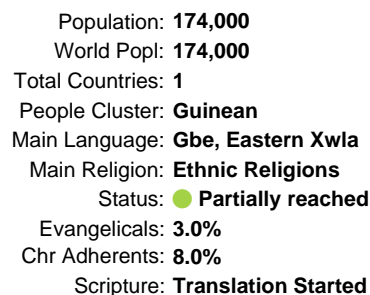 Population: 174,000
World Popl: 174,000
Total Countries: 1
People Cluster: Guinean
Main Language: Gbe, Eastern Xwla
Main Religion: Ethnic Religions
Status: Partially reached
Evangelicals: 3.0%
Chr Adherents: 8.0%
Scripture: Translation Started